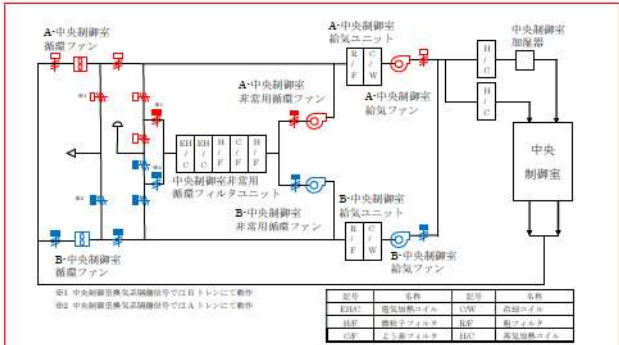 A-中央制御室
循環ファン
A-中央制御室
給気ユニット
中央制御室
加湿器
R/F
C/W
H/C
H/C
A-中央制御室
非常用循環ファン
A-中央制御室
給気ファン
※1
EH/C
EH/C
H/F
C/F
H/F
中央
制御室
中央制御室非常用
循環フィルタユニット
※2
B-中央制御室
非常用循環ファン
B-中央制御室
給気ユニット
R/F
C/W
B-中央制御室
循環ファン
B-中央制御室
給気ファン
※1 中央制御室換気系隔離信号ではBトレンにて動作
※2 中央制御室換気系隔離信号ではAトレンにて動作
記号 名称 記号 名称
EH/C 電気加熱コイル C/W 冷却コイル
H/F 微粒子フィルタ R/F 粗フィルタ
C/F よう素フィルタ H/C 蒸気加熱コイル